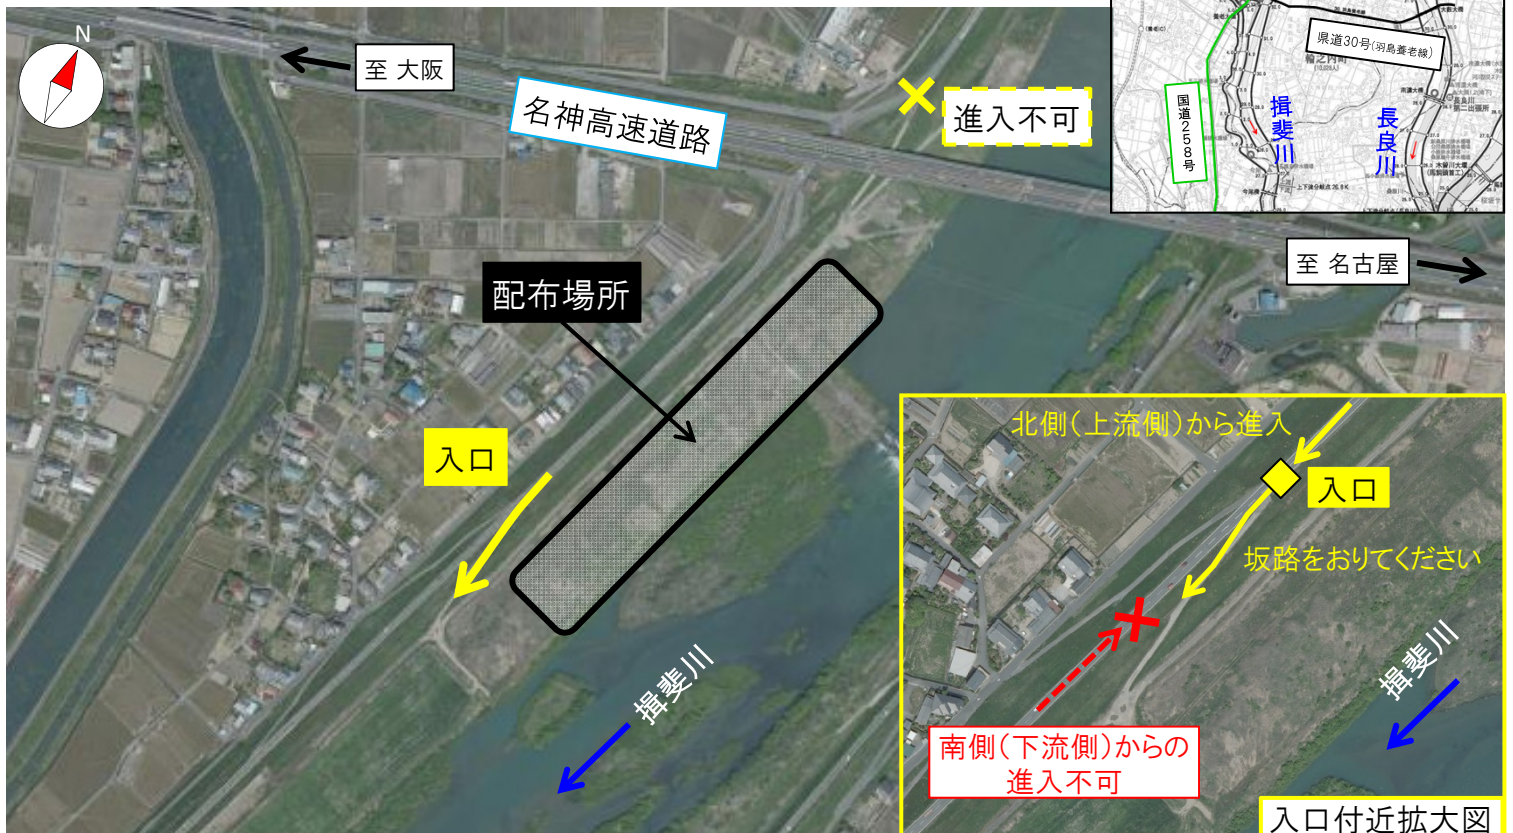 N
至 大阪
名神高速道路
進入不可
県道30号(羽島養老線)
輪之内町
国道258号
揖斐川
長良川
至 名古屋
配布場所
入口
揖斐川
北側(上流側)から進入
入口
坂路をおりてください
揖斐川
南側(下流側)からの
進入不可
入口付近拡大図